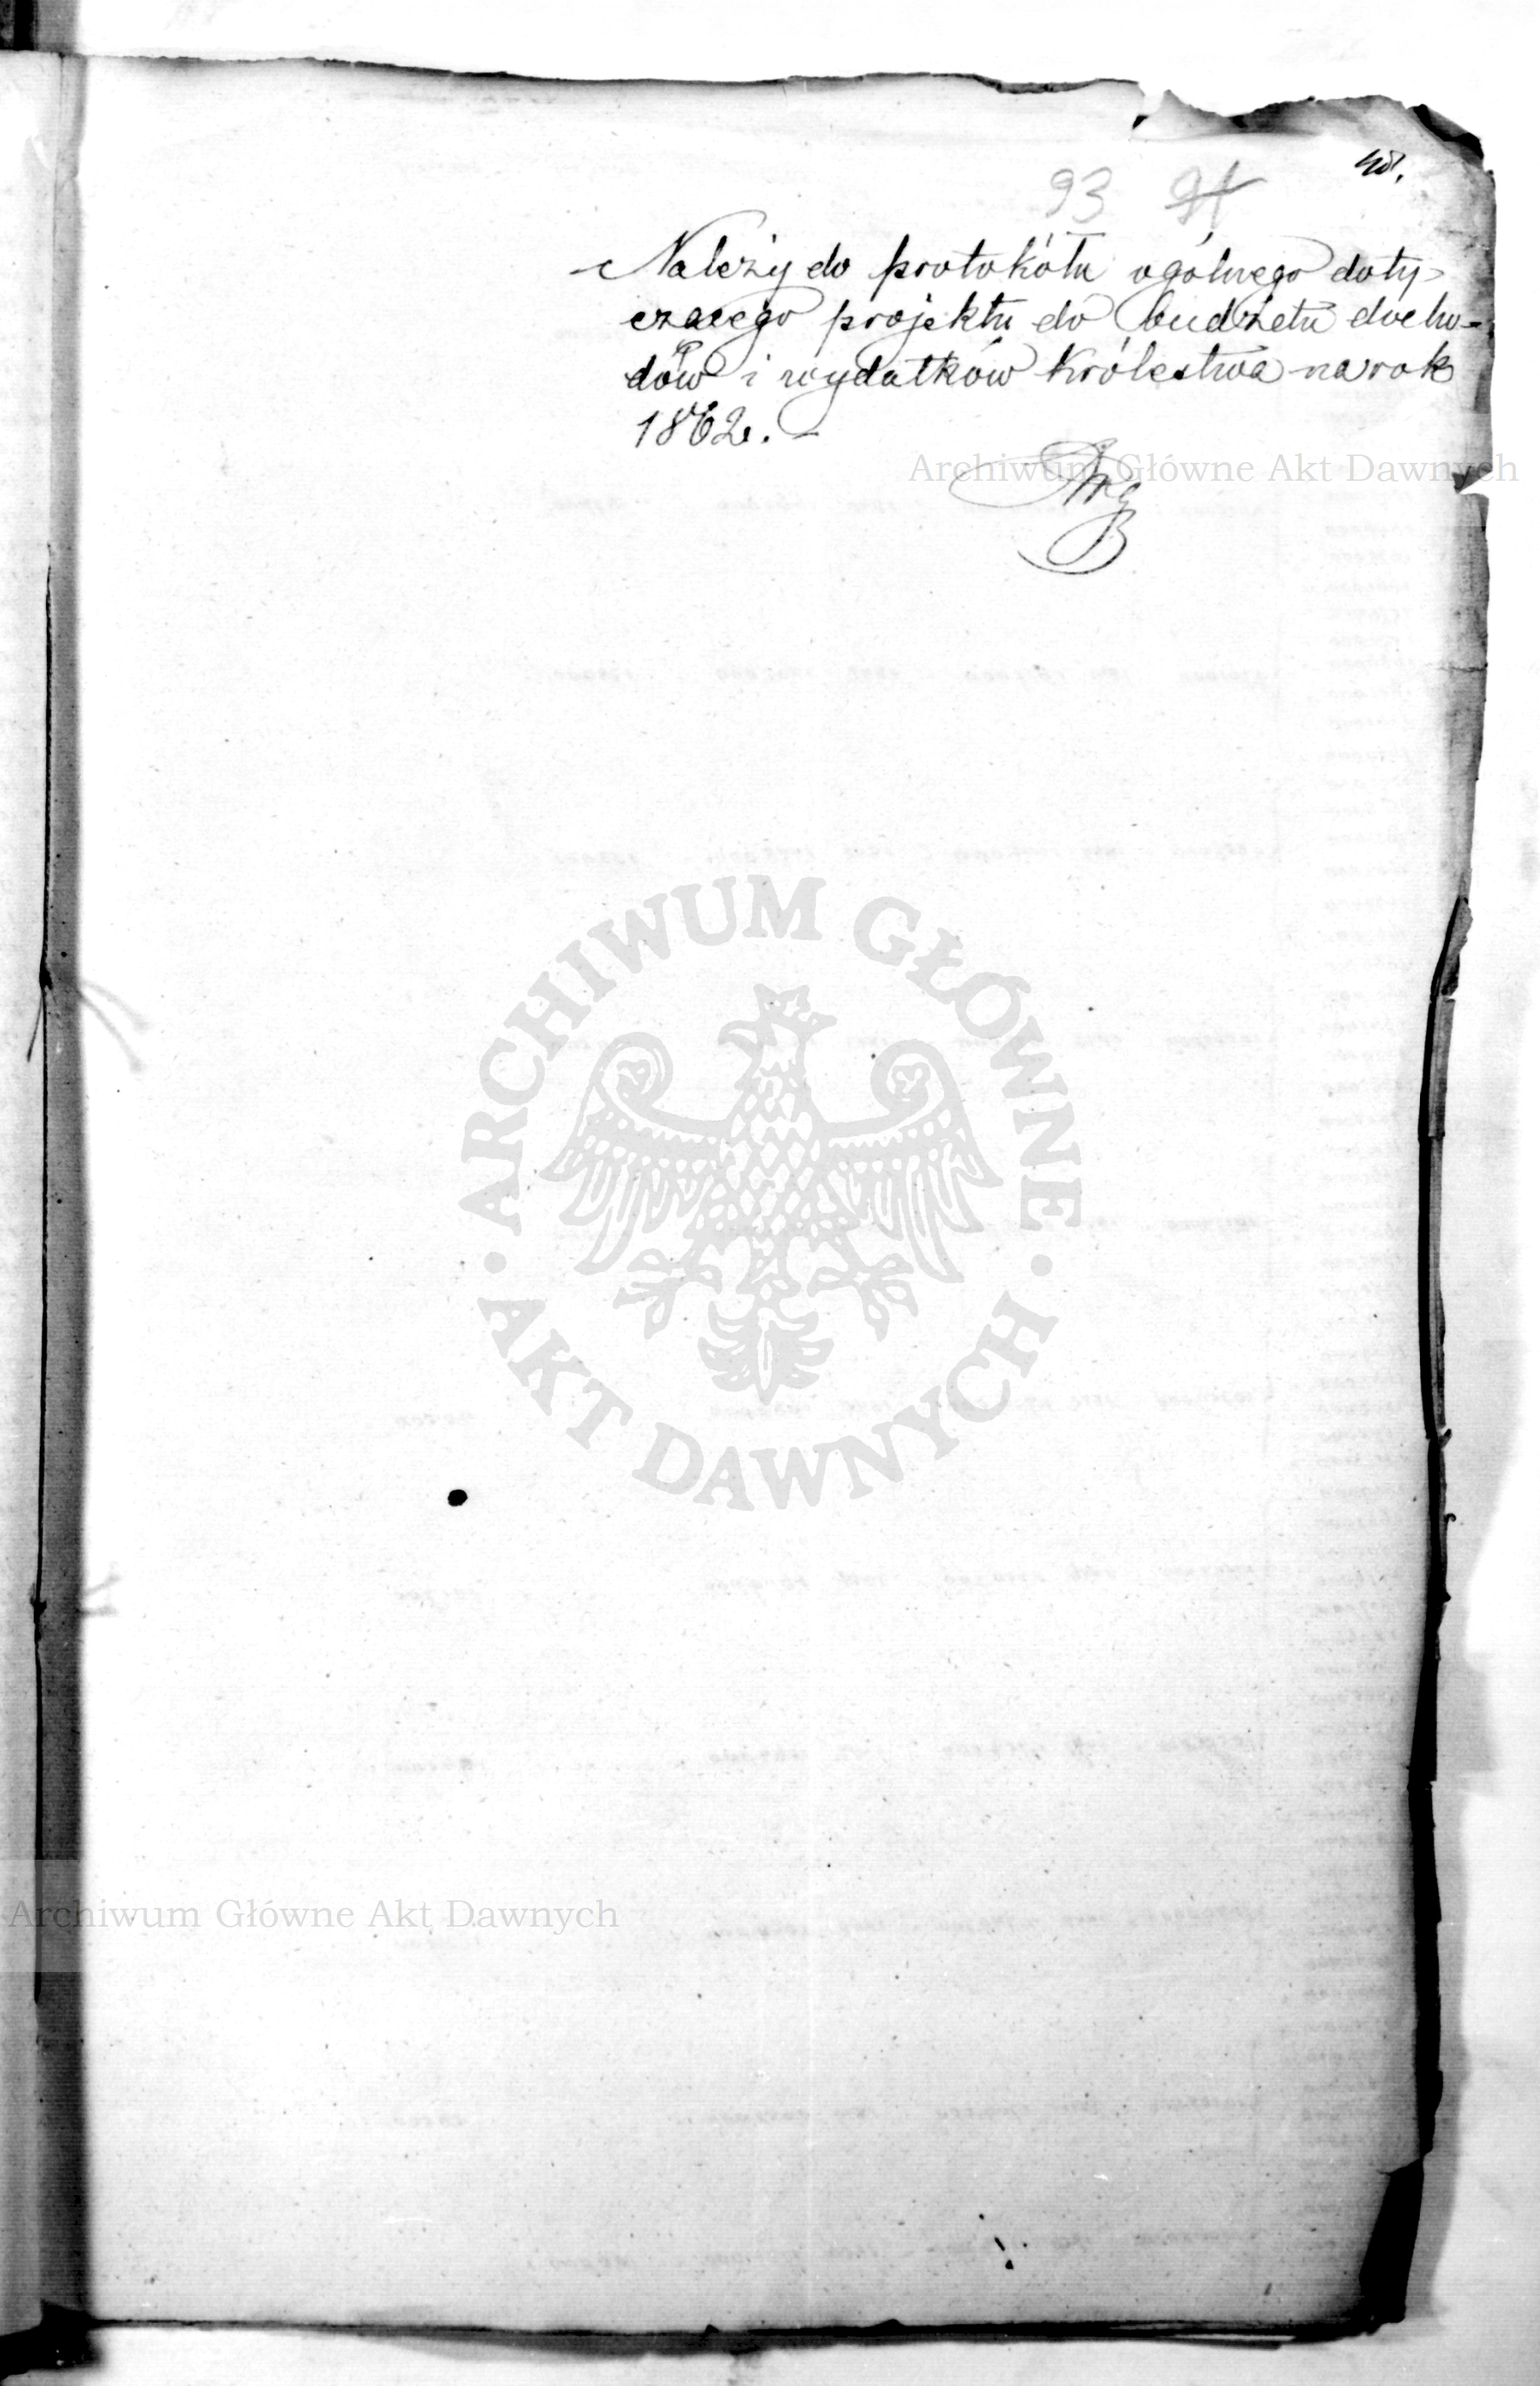 48.
93 94
Należy do protokółu ogólnego doty-
czącego projektu do budżetu docho-
dów i wydatków Królestwa na rok
1862. –
Archiwum Główne Akt Dawnych
ARCHIWUM GŁÓWNE
AKT DAWNYCH
Archiwum Główne Akt Dawnych